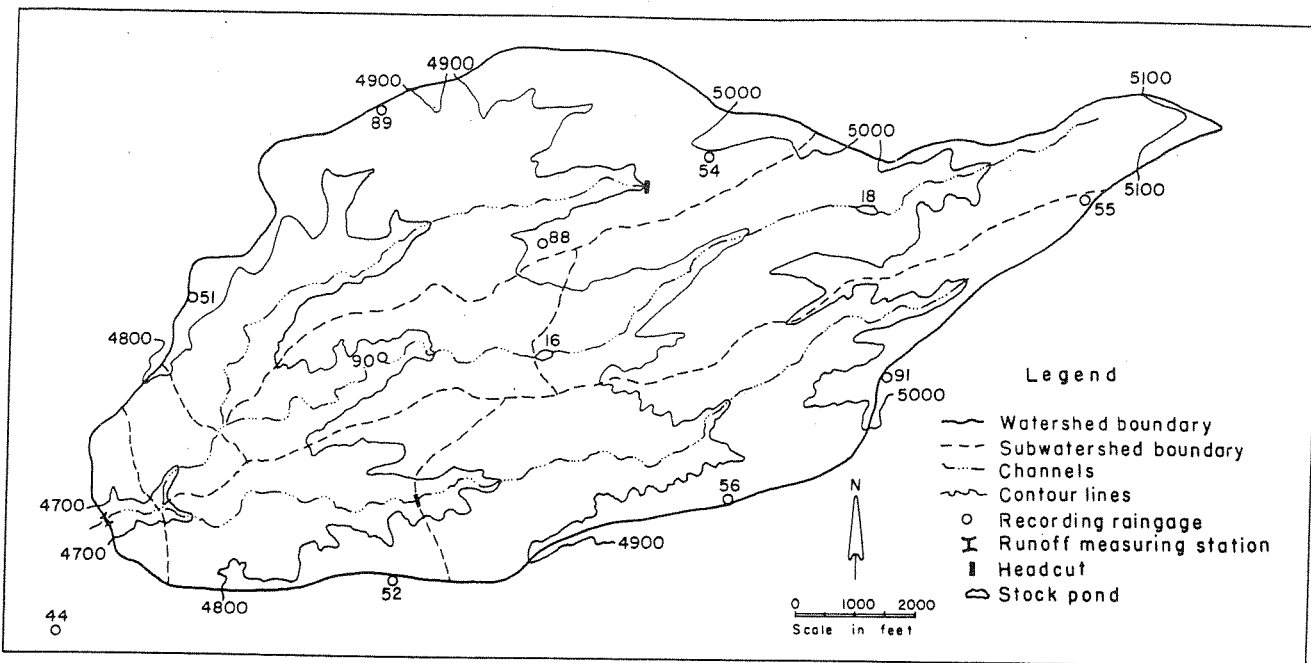 5100
4900
4900
5000
89
5000
54
5100
18
55
88
51
4800
16
90
91
5000
Legend
Watershed boundary
Subwatershed boundary
Channels
Contour lines
Recording raingage
Runoff measuring station
Headcut
Stock pond
N
56
4700
4700
4900
4800
52
44
0 1000 2000
Scale in feet